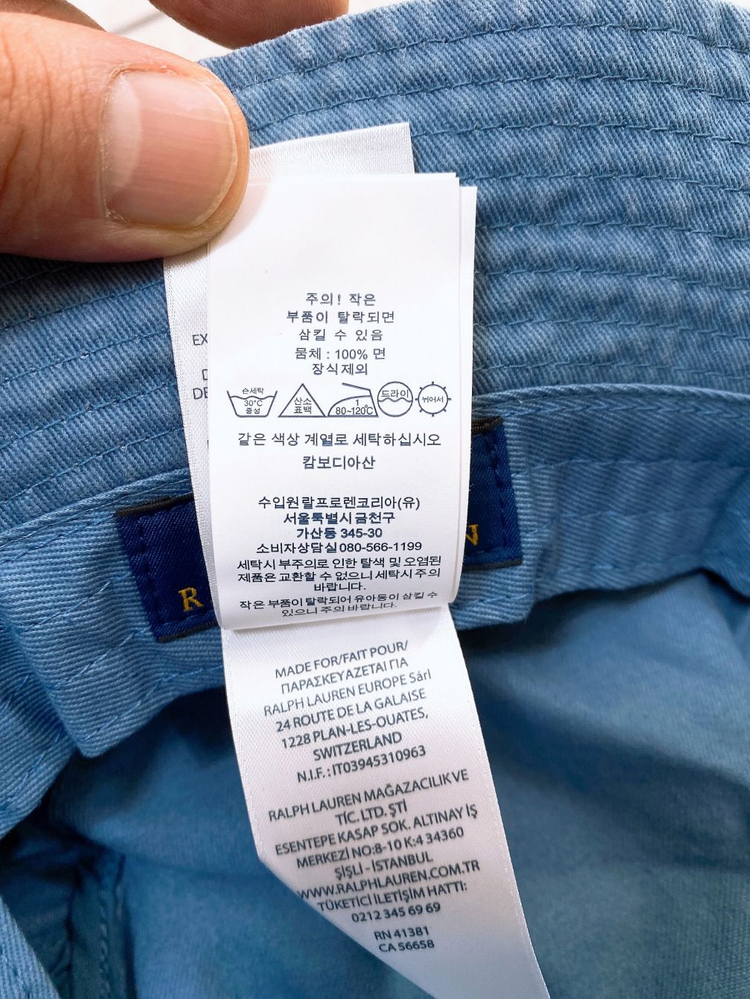 주의! 작은
부품이 탈락되면
삼킬 수 있음
몸체 : 100% 면
장식제외
손세탁
30°C
중성
산소
표백
1
80~120°C
드라이
뉘어서
같은 색상 계열로 세탁하십시오
캄보디아산
수입원 랄프로렌코리아(유)
서울특별시 금천구
가산동 345-30
소비자상담실 080-566-1199
세탁시 부주의로 인한 탈색 및 오염된
제품은 교환할 수 없으니 세탁시 주의
바랍니다.
작은 부품이 탈락되어 유아동이 삼킬 수
있으니 주의 바랍니다.
EX
DE
R
N
MADE FOR/FAIT POUR/
ΠΑΡΑΣΚΕΥΑΖΕΤΑΙ ΓΙΑ
RALPH LAUREN EUROPE Sàrl
24 ROUTE DE LA GALAISE
1228 PLAN-LES-OUATES,
SWITZERLAND
N.I.F.:IT03945310963
RALPH LAUREN MAĞAZACILIK VE
TİC. LTD. ŞTİ
ESENTEPE KASAP SOK. ALTINAY İŞ
MERKEZİ NO:8-10 K:4 34360
ŞİŞLİ - İSTANBUL
WWW.RALPHLAUREN.COM.TR
TÜKETİCİ İLETİŞİM HATTI:
0212 345 69 69
RN 41381
CA 56658